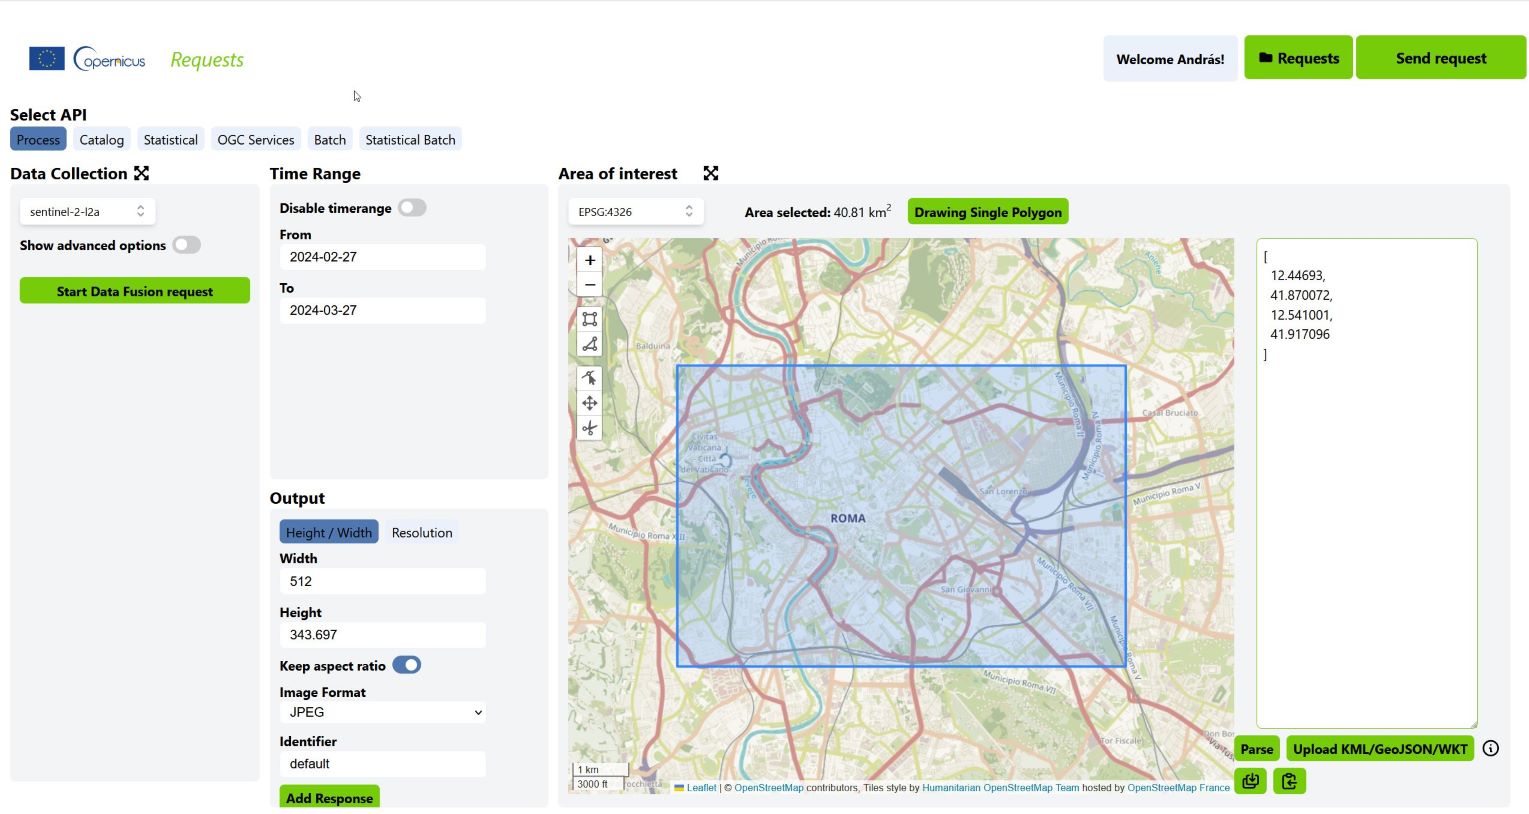 Copernicus Requests
Welcome András!
Requests
Send request
Select API
Process Catalog Statistical OGC Services Batch Statistical Batch
Data Collection
sentinel-2-l2a
Show advanced options
Start Data Fusion request
Time Range
Disable timerange
From
2024-02-27
To
2024-03-27
Output
Height / Width Resolution
Width
512
Height
343.697
Keep aspect ratio
Image Format
JPEG
Identifier
default
Add Response
Area of interest
EPSG:4326
Area selected: 40.81 km2
Drawing Single Polygon
+
−
Balduina
Casal Bruciato
Civitas
Vaticana
- Città
del Vaticano
Municipio Roma II
San Lorenzo
Municipio Roma V
ROMA
Municipio Roma VII
San Giovanni
Municipio Roma V
Municipio Roma VII
Tor Fiscale
1 km
3000 ft
Leaflet | © OpenStreetMap contributors, Tiles style by Humanitarian OpenStreetMap Team hosted by OpenStreetMap France
[
12.44693,
41.870072,
12.541001,
41.917096
]
Parse
Upload KML/GeoJSON/WKT